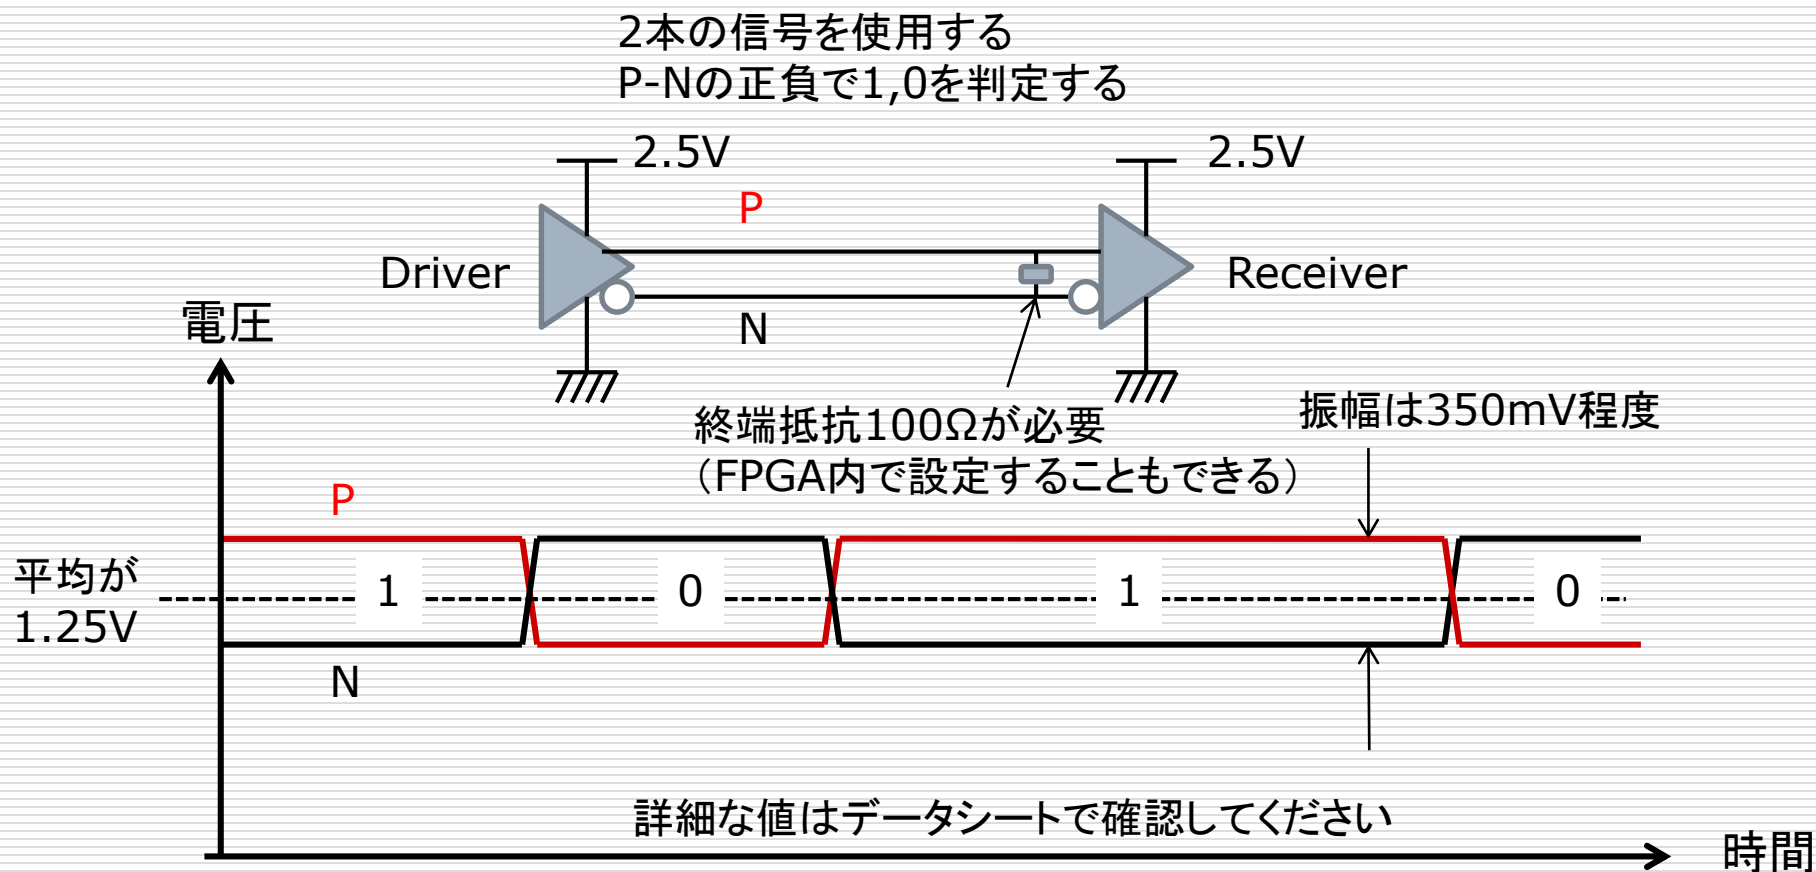 2本の信号を使用する
P-Nの正負で1,0を判定する
2.5V
2.5V
P
Driver
Receiver
N
電圧
終端抵抗100Ωが必要
（FPGA内で設定することもできる）
振幅は350mV程度
P
平均が
1.25V
1
0
1
0
N
詳細な値はデータシートで確認してください
時間